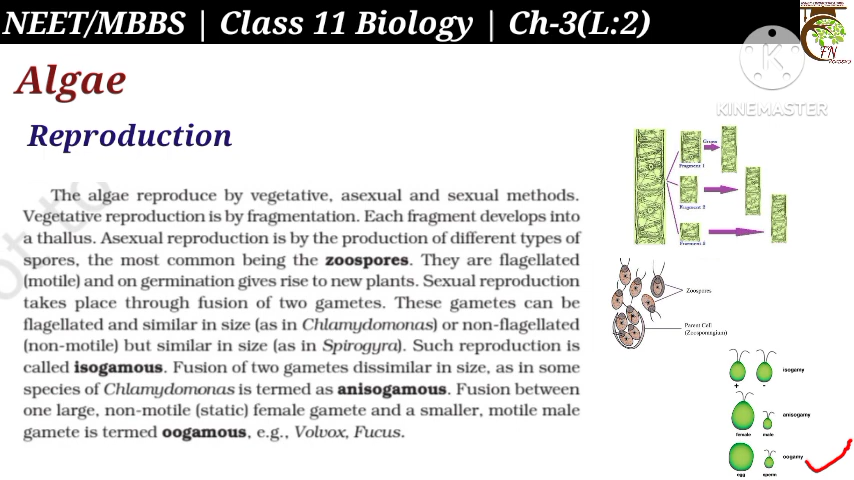 NEET/MBBS | Class 11 Biology | Ch-3(L:2)
FN
KINEMASTER
Algae
Reproduction
The algae reproduce by vegetative, asexual and sexual methods.
Vegetative reproduction is by fragmentation. Each fragment develops into
a thallus. Asexual reproduction is by the production of different types of
spores, the most common being the zoospores. They are flagellated
(motile) and on germination gives rise to new plants. Sexual reproduction
takes place through fusion of two gametes. These gametes can be
flagellated and similar in size (as in Chlamydomonas) or non-flagellated
(non-motile) but similar in size (as in Spirogyra). Such reproduction is
called isogamous. Fusion of two gametes dissimilar in size, as in some
species of Chlamydomonas is termed as anisogamous. Fusion between
one large, non-motile (static) female gamete and a smaller, motile male
gamete is termed oogamous, e.g., Volvox, Fucus.
Fragment 1
Fragment 2
Zoospores
Parent Cell
(Zoosporangium)
isogamy
+ -
anisogamy
female male
oogamy
egg sperm